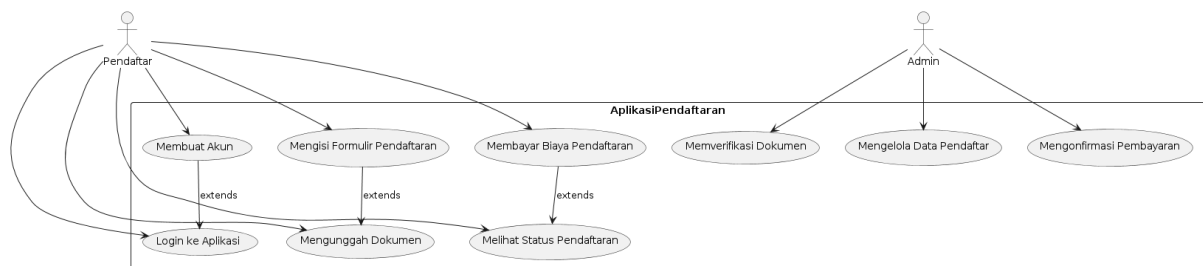 Pendaftar
Admin
AplikasiPendaftaran
Membuat Akun
Mengisi Formulir Pendaftaran
Membayar Biaya Pendaftaran
Memverifikasi Dokumen
Mengelola Data Pendaftar
Mengonfirmasi Pembayaran
extends
extends
extends
Login ke Aplikasi
Mengunggah Dokumen
Melihat Status Pendaftaran